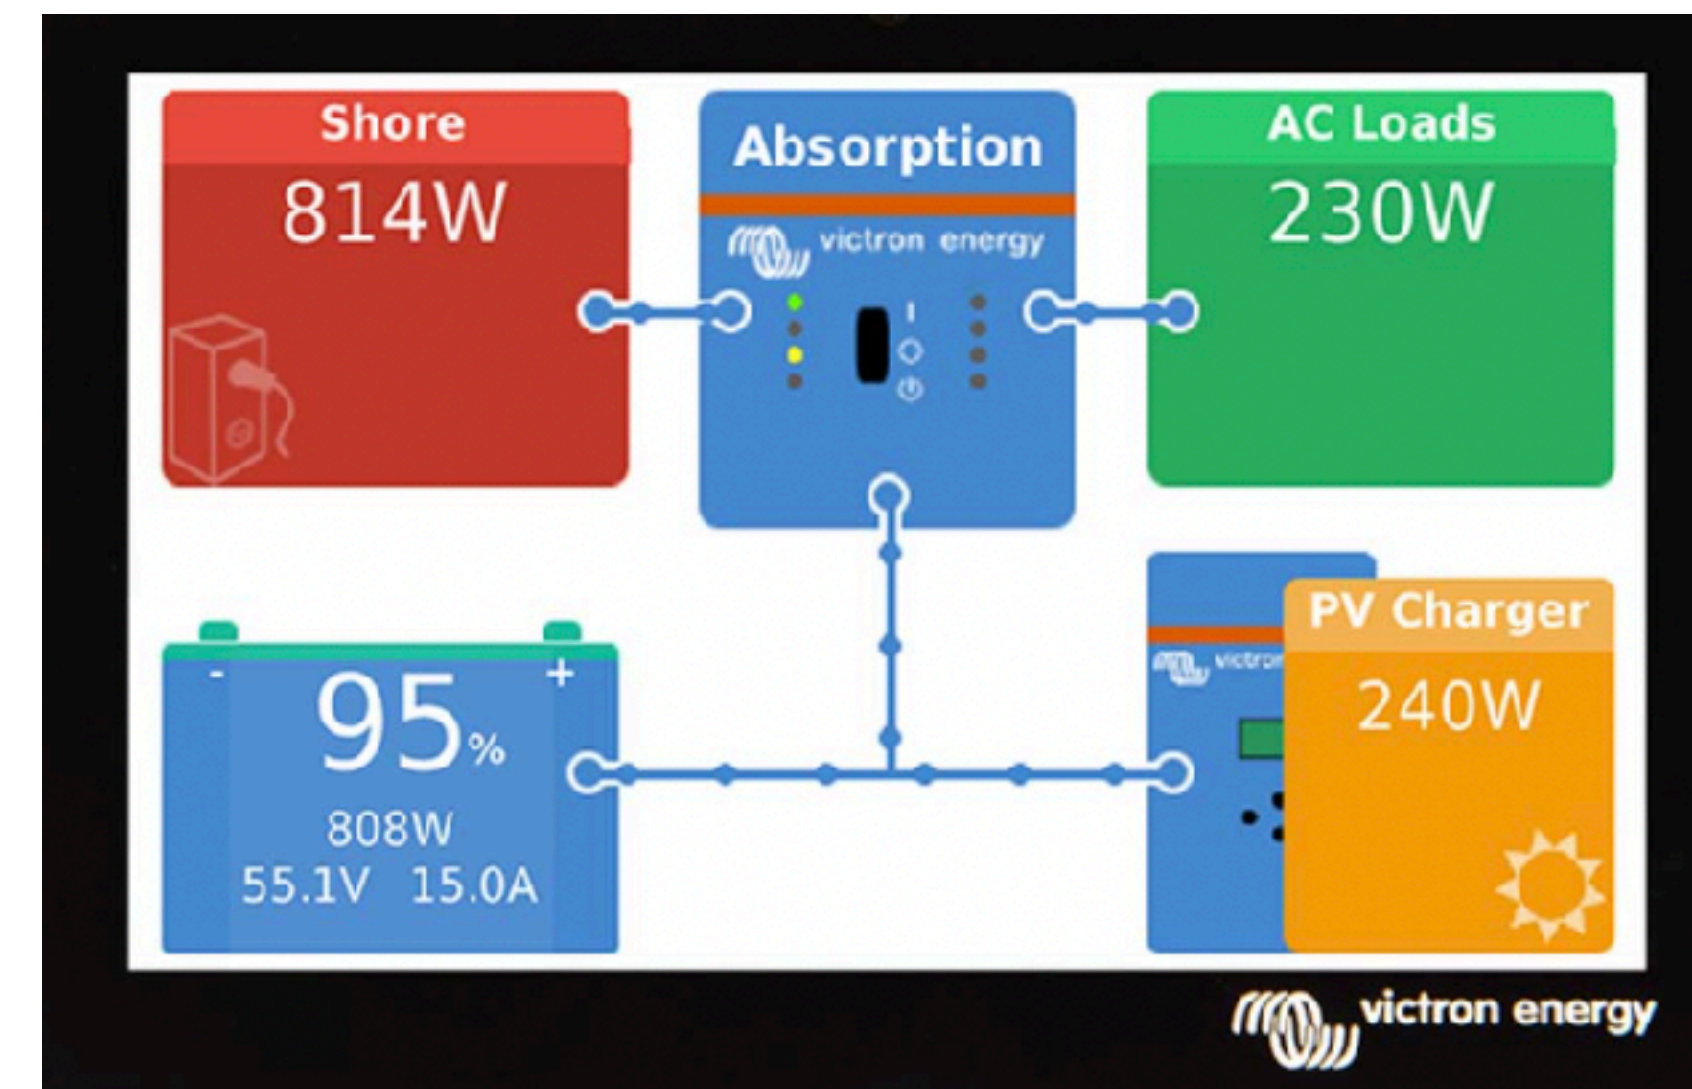 Shore
814W
Absorption
victron energy
AC Loads
230W
- +
95%
808W
55.1V 15.0A
victron
PV Charger
240W
victron energy